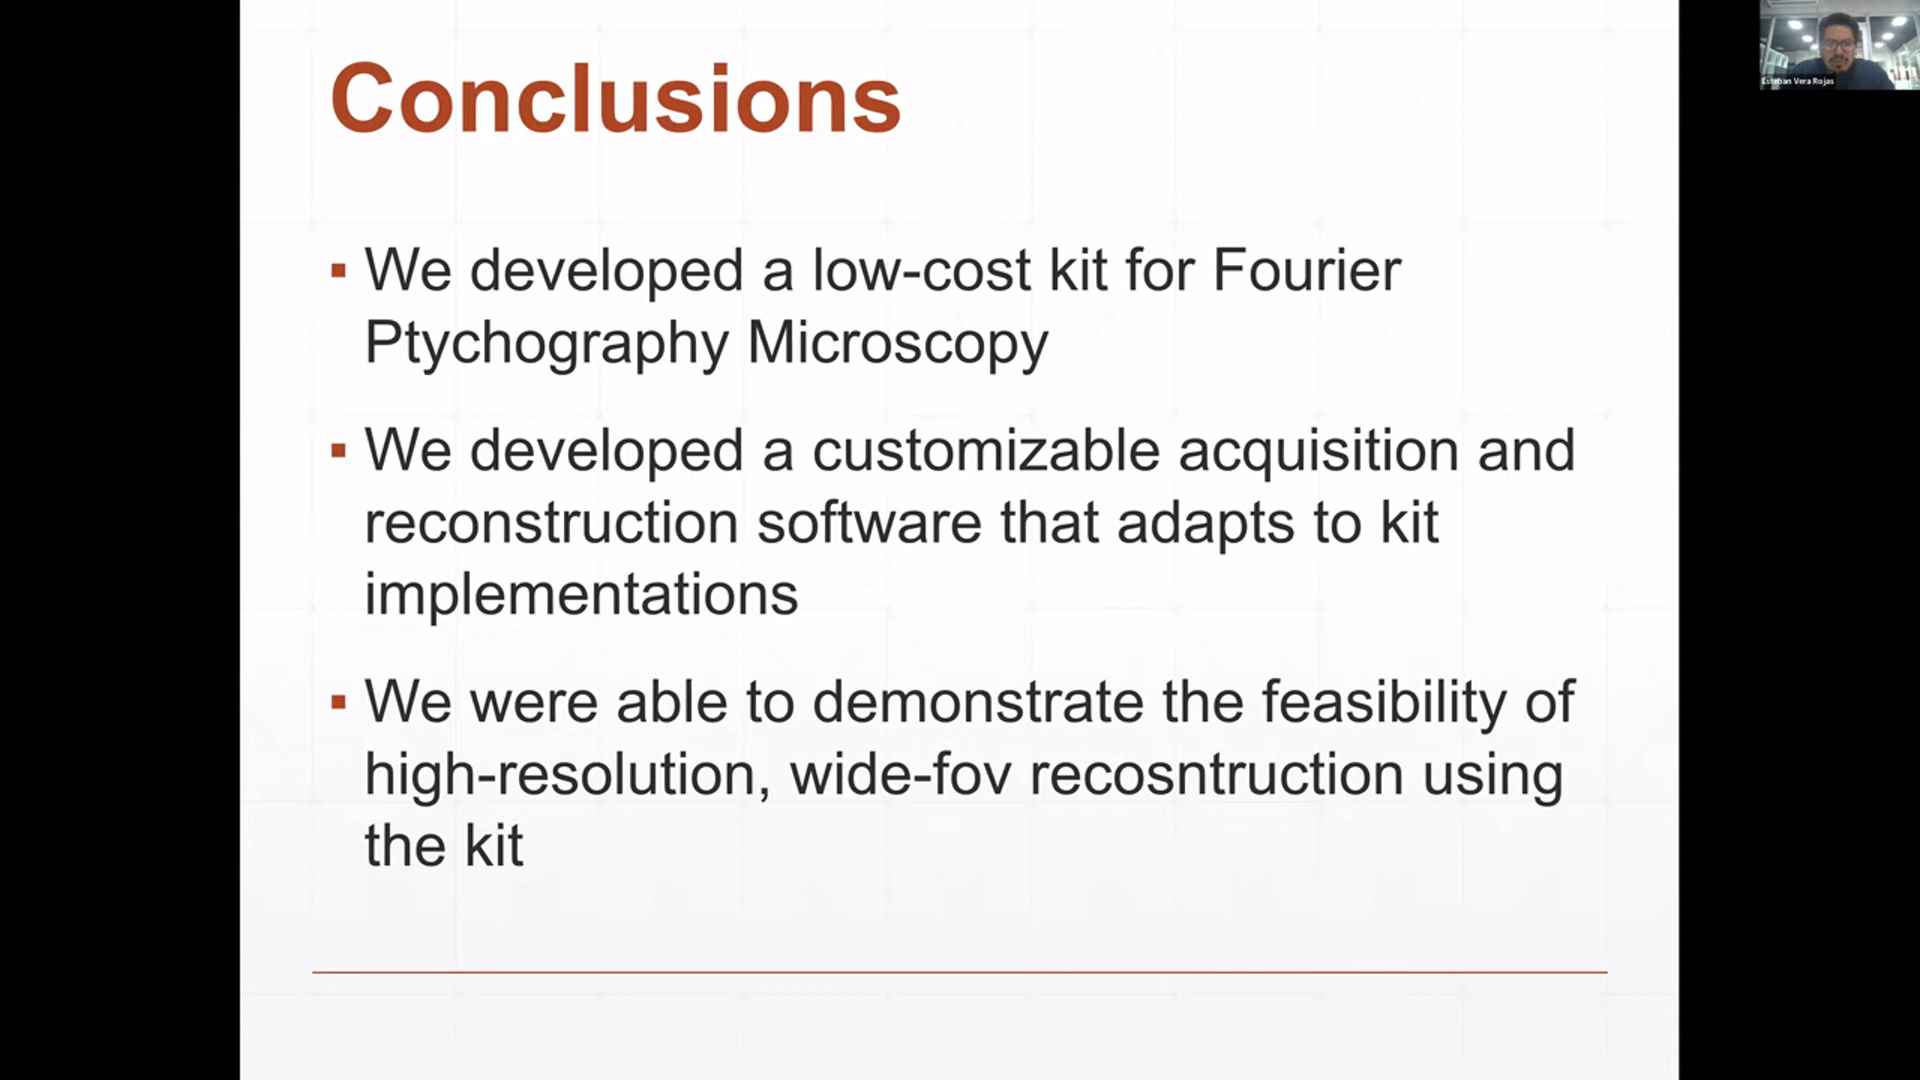 Conclusions
▪ We developed a low-cost kit for Fourier
Ptychography Microscopy
▪ We developed a customizable acquisition and
reconstruction software that adapts to kit
implementations
▪ We were able to demonstrate the feasibility of
high-resolution, wide-fov recosntruction using
the kit
Esteban Vera Rojas